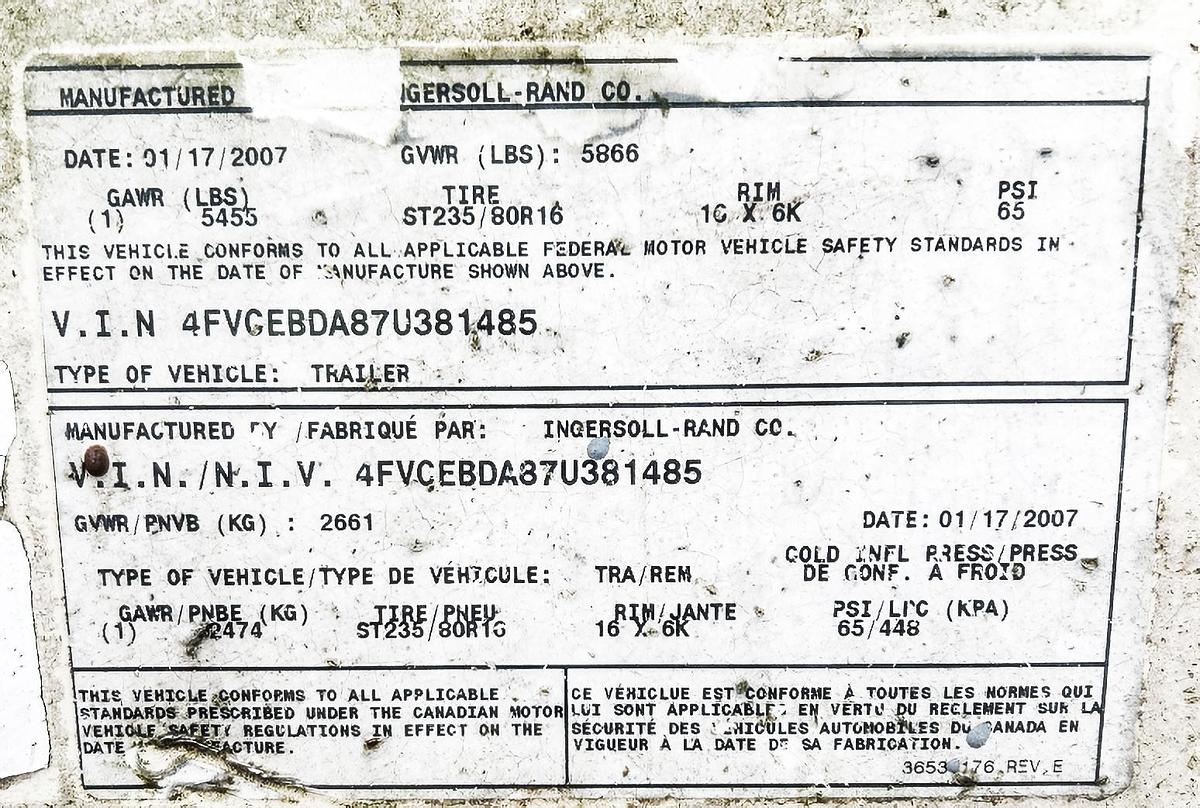 MANUFACTURED INGERSOLL-RAND CO.
DATE: 01/17/2007 GVWR (LBS): 5866
GAWR (LBS) TIRE RIM PSI
(1) 5455 ST235/80R16 16 X 6K 65
THIS VEHICLE CONFORMS TO ALL APPLICABLE FEDERAL MOTOR VEHICLE SAFETY STANDARDS IN
EFFECT ON THE DATE OF MANUFACTURE SHOWN ABOVE.
V.I.N 4FVCEBDA87U381485
TYPE OF VEHICLE: TRAILER
MANUFACTURED BY /FABRIQUÉ PAR: INGERSOLL-RAND CO.
V.I.N./N.I.V. 4FVCEBDA87U381485
GVWR/PNVB (KG) : 2661 DATE: 01/17/2007
COLD INFL PRESS/PRESS
TYPE OF VEHICLE/TYPE DE VÉHICULE: TRA/REM DE GONF. A FROID
GAWR/PNBE (KG) TIRE/PNEU RIM/JANTE PSI/LPC (KPA)
(1) 2474 ST235/80R16 16 X 6K 65/448
THIS VEHICLE CONFORMS TO ALL APPLICABLE
STANDARDS PRESCRIBED UNDER THE CANADIAN MOTOR
VEHICLE SAFETY REGULATIONS IN EFFECT ON THE
DATE
CE VÉHICLUE EST CONFORME À TOUTES LES NORMES QUI
LUI SONT APPLICABLES EN VERTU DU REGLEMENT SUR LA
SÉCURITÉ DES VEHICULES AUTOMOBILES DU CANADA EN
VIGUEUR À LA DATE DE SA FABRICATION.
REV E